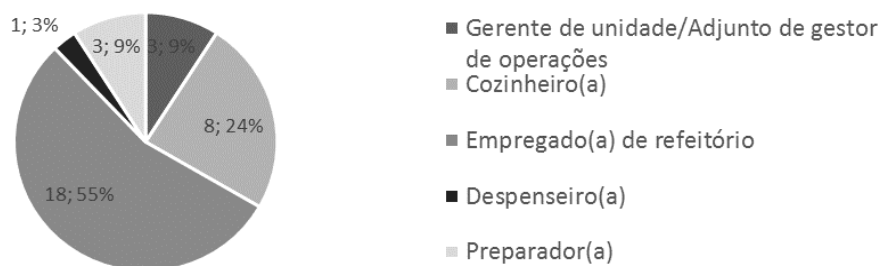 1; 3%
3; 9%
3; 9%
8; 24%
18; 55%
Gerente de unidade/Adjunto de gestor
de operações
Cozinheiro(a)
Empregado(a) de refeitório
Despenseiro(a)
Preparador(a)